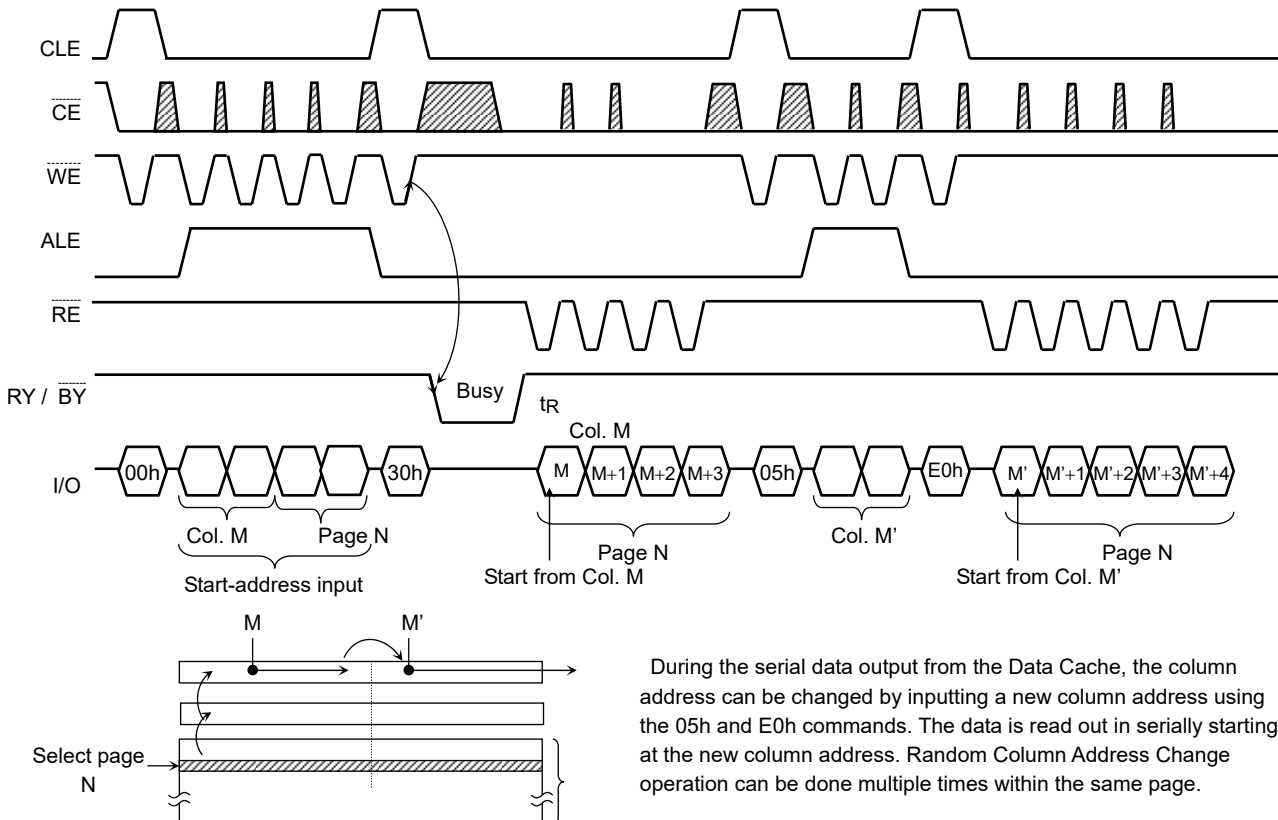 CLE
CE
WE
ALE
RE
RY / BY
Busy
tR
Col. M
I/O
00h
30h
M
M+1
M+2
M+3
05h
E0h
M'
M'+1
M'+2
M'+3
M'+4
Col. M
Page N
Page N
Col. M'
Page N
Start-address input
Start from Col. M
Start from Col. M'
M
M'
Select page
N
During the serial data output from the Data Cache, the column
address can be changed by inputting a new column address using
the 05h and E0h commands. The data is read out in serially starting
at the new column address. Random Column Address Change
operation can be done multiple times within the same page.